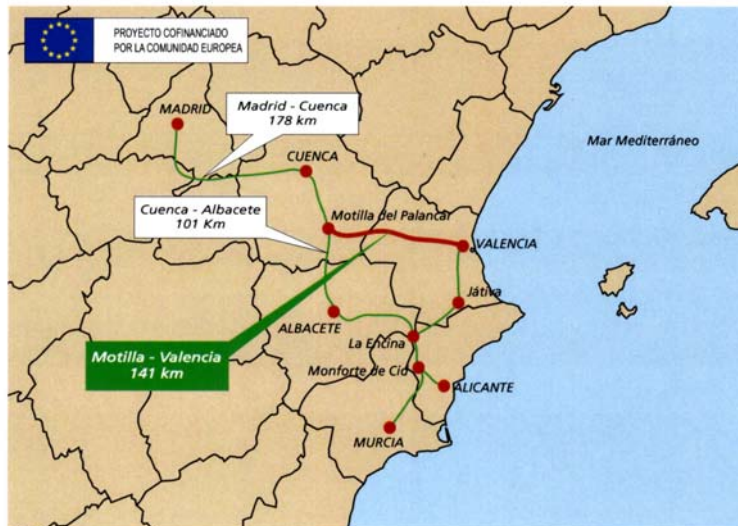 PROYECTO COFINANCIADO
POR LA COMUNIDAD EUROPEA
MADRID
Madrid - Cuenca
178 km
Mar Mediterráneo
CUENCA
Cuenca - Albacete
101 Km
Motilla del Palancar
VALENCIA
Játiva
ALBACETE
La Encina
Motilla - Valencia
141 km
Monforte de Cid
ALICANTE
MURCIA